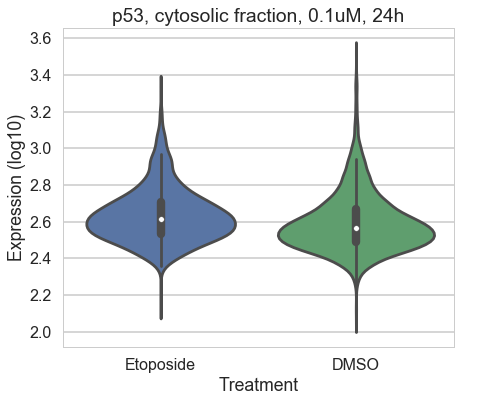 p53, cytosolic fraction, 0.1uM, 24h
Expression (log10)
3.6
3.4
3.2
3.0
2.8
2.6
2.4
2.2
2.0
Etoposide DMSO
Treatment